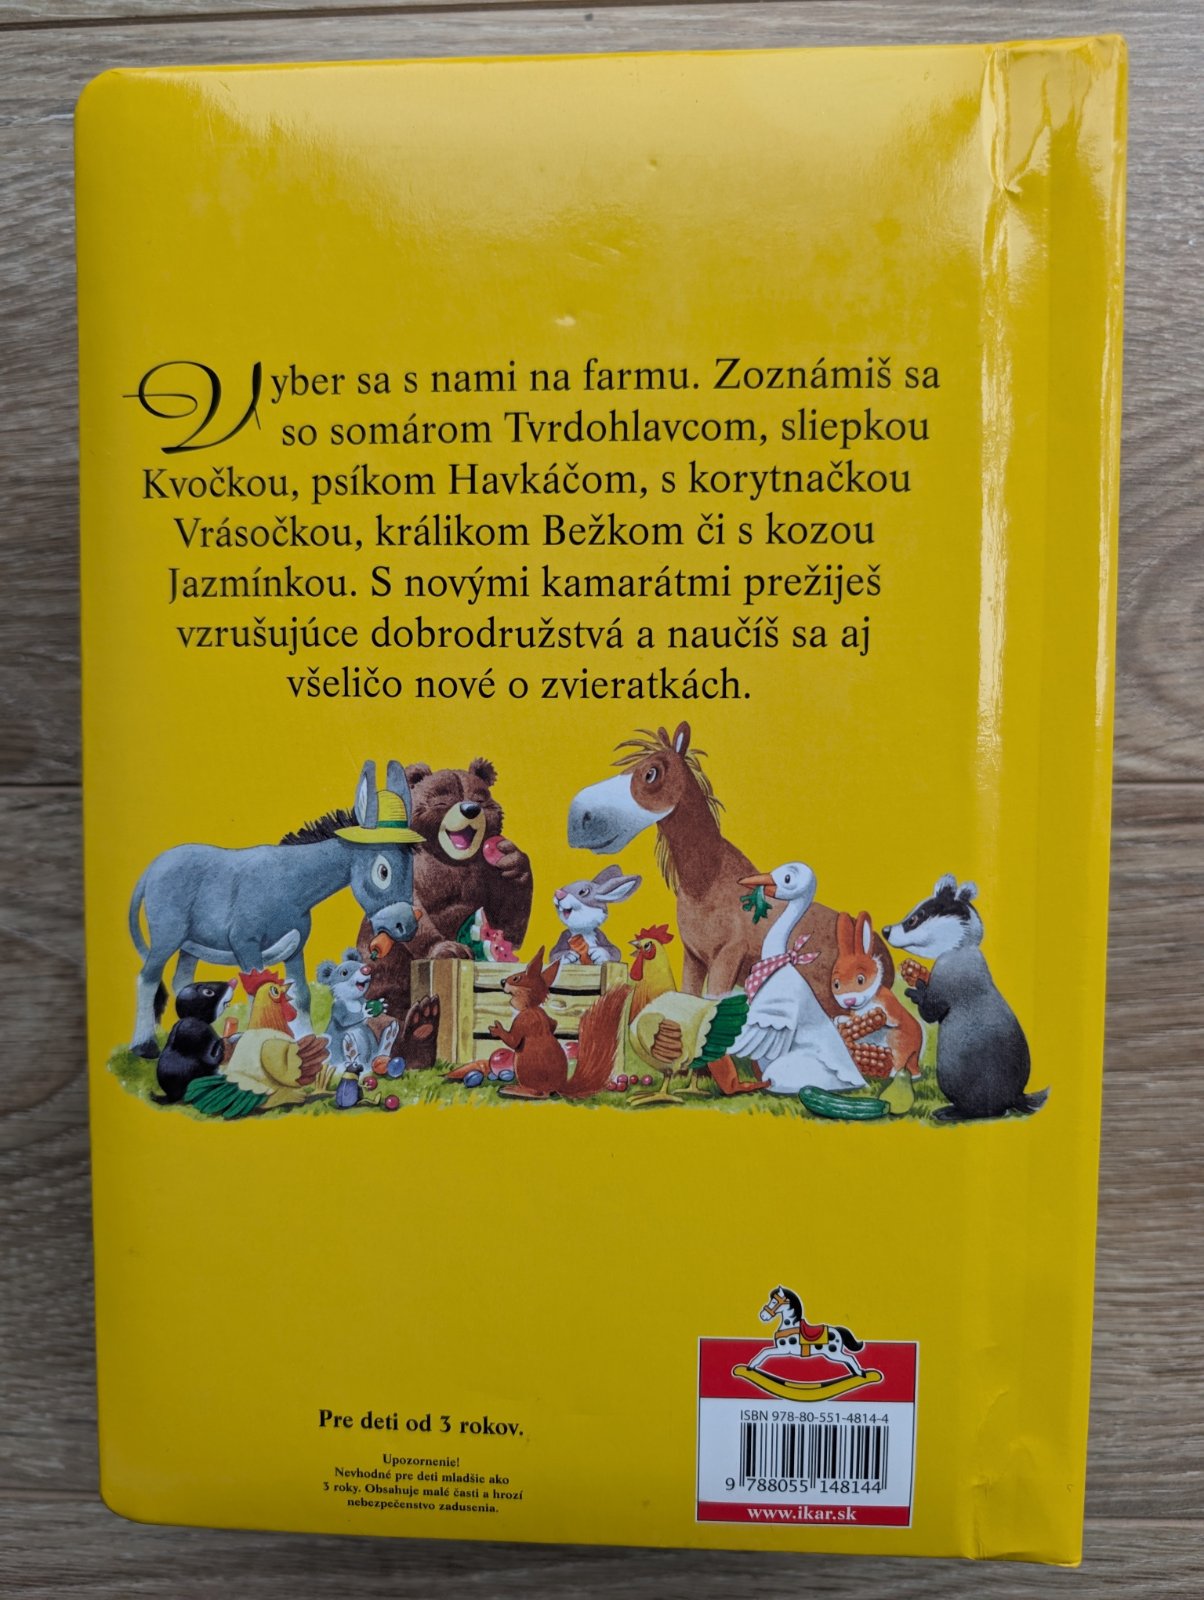 Vyber sa s nami na farmu. Zoznámiš sa
so somárom Tvrdohlavcom, sliepkou
Kvočkou, psíkom Havkáčom, s korytnačkou
Vrásočkou, králikom Bežkom či s kozou
Jazmínkou. S novými kamarátmi prežiješ
vzrušujúce dobrodružstvá a naučíš sa aj
všeličo nové o zvieratkách.
Pre deti od 3 rokov.
Upozornenie!
Nevhodné pre deti mladšie ako
3 roky. Obsahuje malé časti a hrozí
nebezpečenstvo zadusenia.
ISBN 978-80-551-4814-4
9 788055 148144
www.ikar.sk